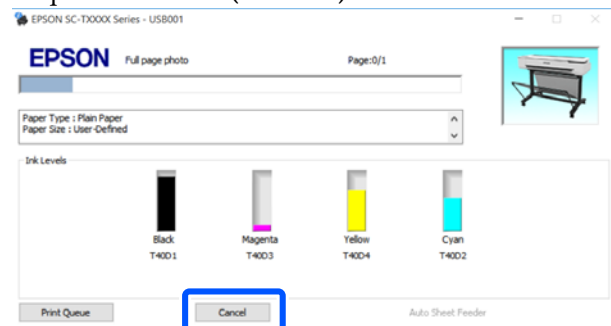 EPSON SC-TXXXX Series - USB001
EPSON Full page photo Page:0/1
Paper Type : Plain Paper
Paper Size : User-Defined
Ink Levels
Black Magenta Yellow Cyan
T40D1 T40D3 T40D4 T40D2
Print Queue Cancel Auto Sheet Feeder